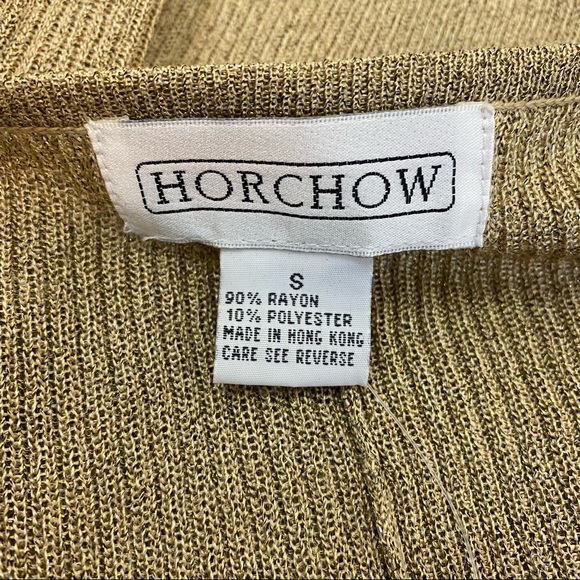 HORCHOW
S
90% RAYON
10% POLYESTER
MADE IN HONG KONG
CARE SEE REVERSE